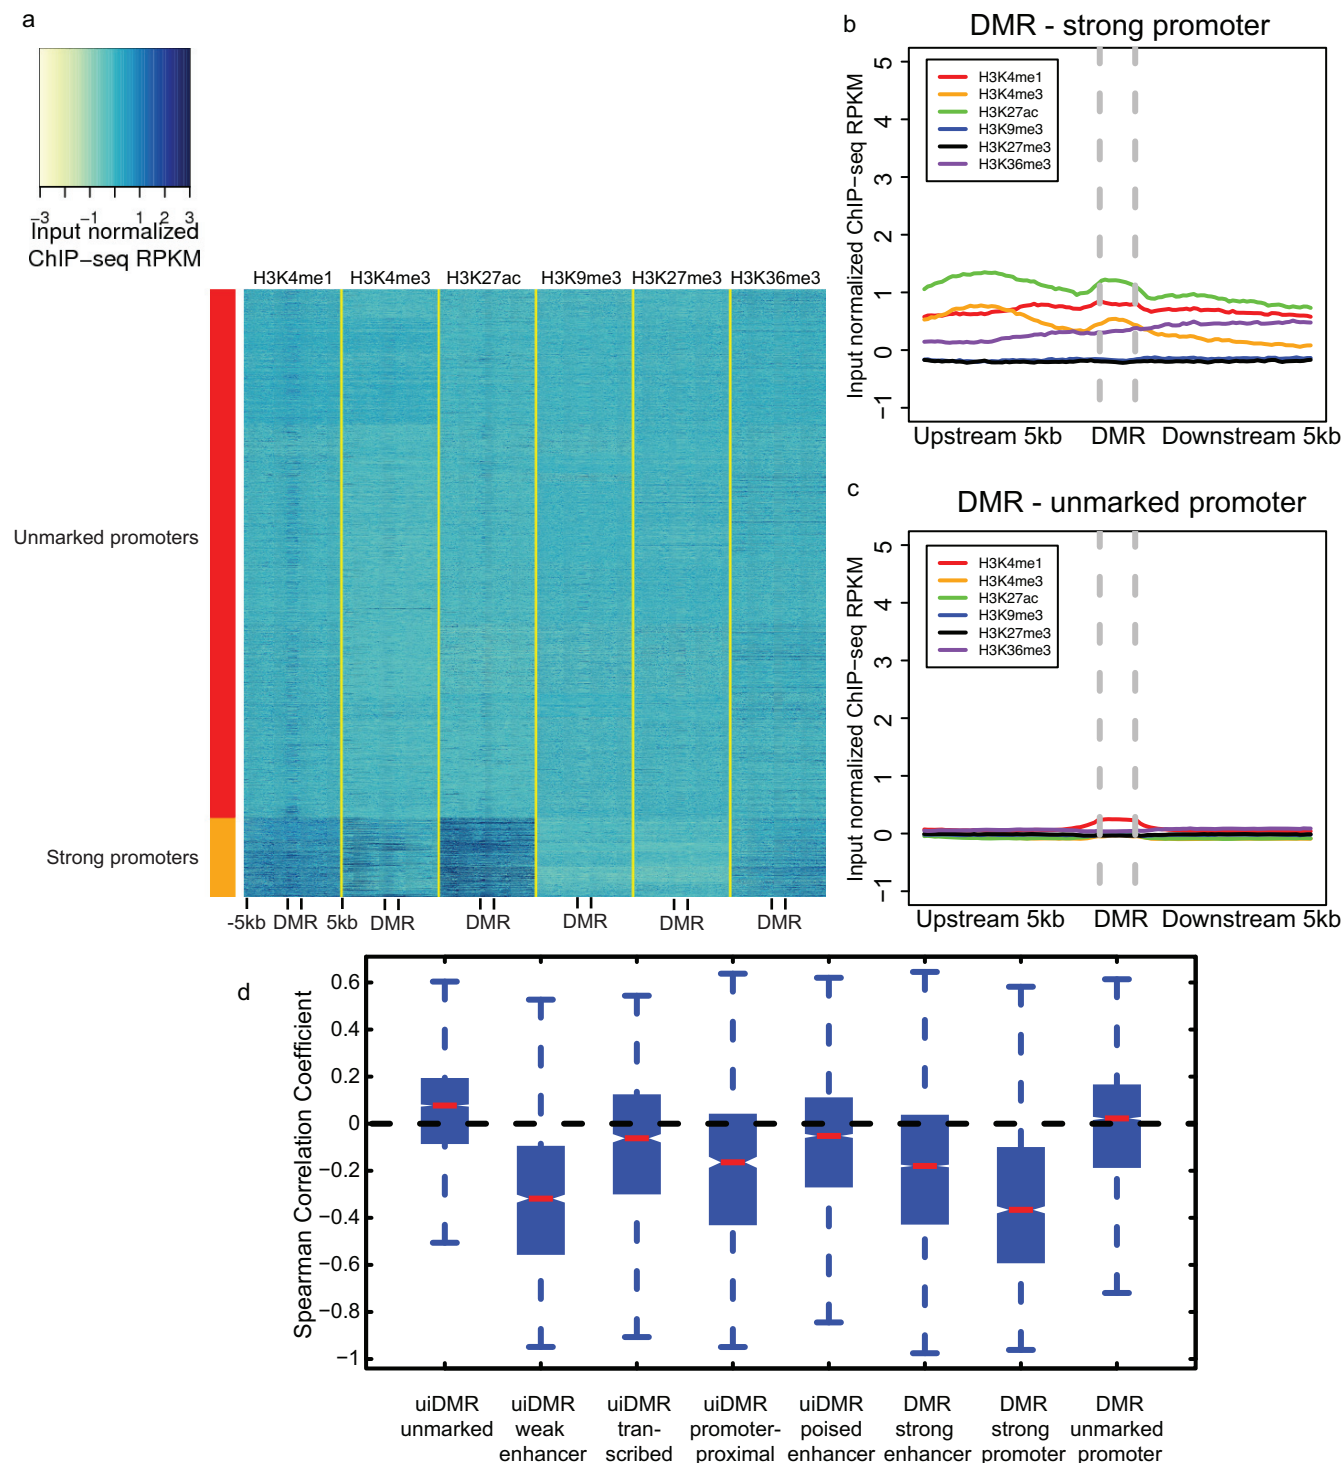 a
−3 −1 1 2 3
Input normalized
ChIP−seq RPKM
H3K4me1 H3K4me3 H3K27ac H3K9me3 H3K27me3 H3K36me3
Unmarked promoters
Strong promoters
-5kb DMR 5kb DMR DMR DMR DMR DMR
b
DMR - strong promoter
Input normalized ChIP−seq RPKM
5
4
3
2
1
0
−1
H3K4me1
H3K4me3
H3K27ac
H3K9me3
H3K27me3
H3K36me3
Upstream 5kb DMR Downstream 5kb
c
DMR - unmarked promoter
Input normalized ChIP−seq RPKM
5
4
3
2
1
0
−1
H3K4me1
H3K4me3
H3K27ac
H3K9me3
H3K27me3
H3K36me3
Upstream 5kb DMR Downstream 5kb
d
Spearman Correlation Coefficient
0.6
0.4
0.2
0
−0.2
−0.4
−0.6
−0.8
−1
uiDMR uiDMR uiDMR uiDMR uiDMR DMR DMR DMR
unmarked weak tran- promoter- poised strong strong unmarked
enhancer scribed proximal enhancer enhancer promoter promoter